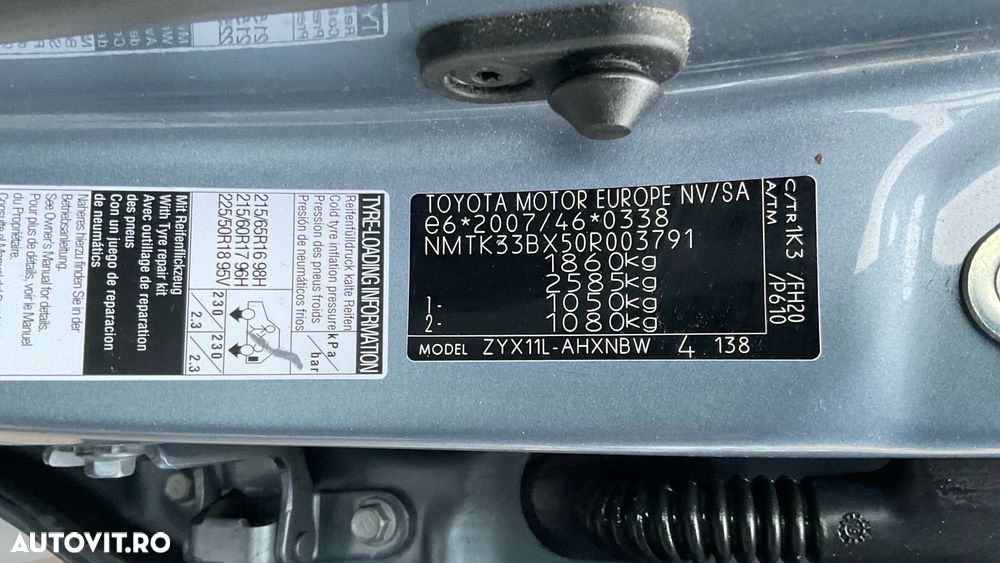 TOYOTA MOTOR EUROPE NV/SA
e6*2007/46*0338
NMTK33BX50R003791
1860kg
2585kg
1- 1050kg
2- 1080kg
MODEL ZYX11L-AHXNBW 4 138
C/TR 1K3 /FH20
A/TM /P610
TYRE-LOADING INFORMATION
Reifenfülldruck kalte Reifen
Cold tyre inflation pressure
Pression des pneus froids
Presión de neumáticos fríos
kPa/bar
215/65R16 98H
215/60R17 96H
225/50R18 95V
230/230
2.3/2.3
Mit Reifenflickzeug
With Tyre repair kit
Avec outillage de reparation
des pneus
Con un juego de reparacion
de neumatics
Näheres hierzu finden Sie in der
Betriebsanleitung.
See Owner's Manual for details.
Pour plus de détails, voir le Manuel
du Propriétaire.
AUTOVIT.RO